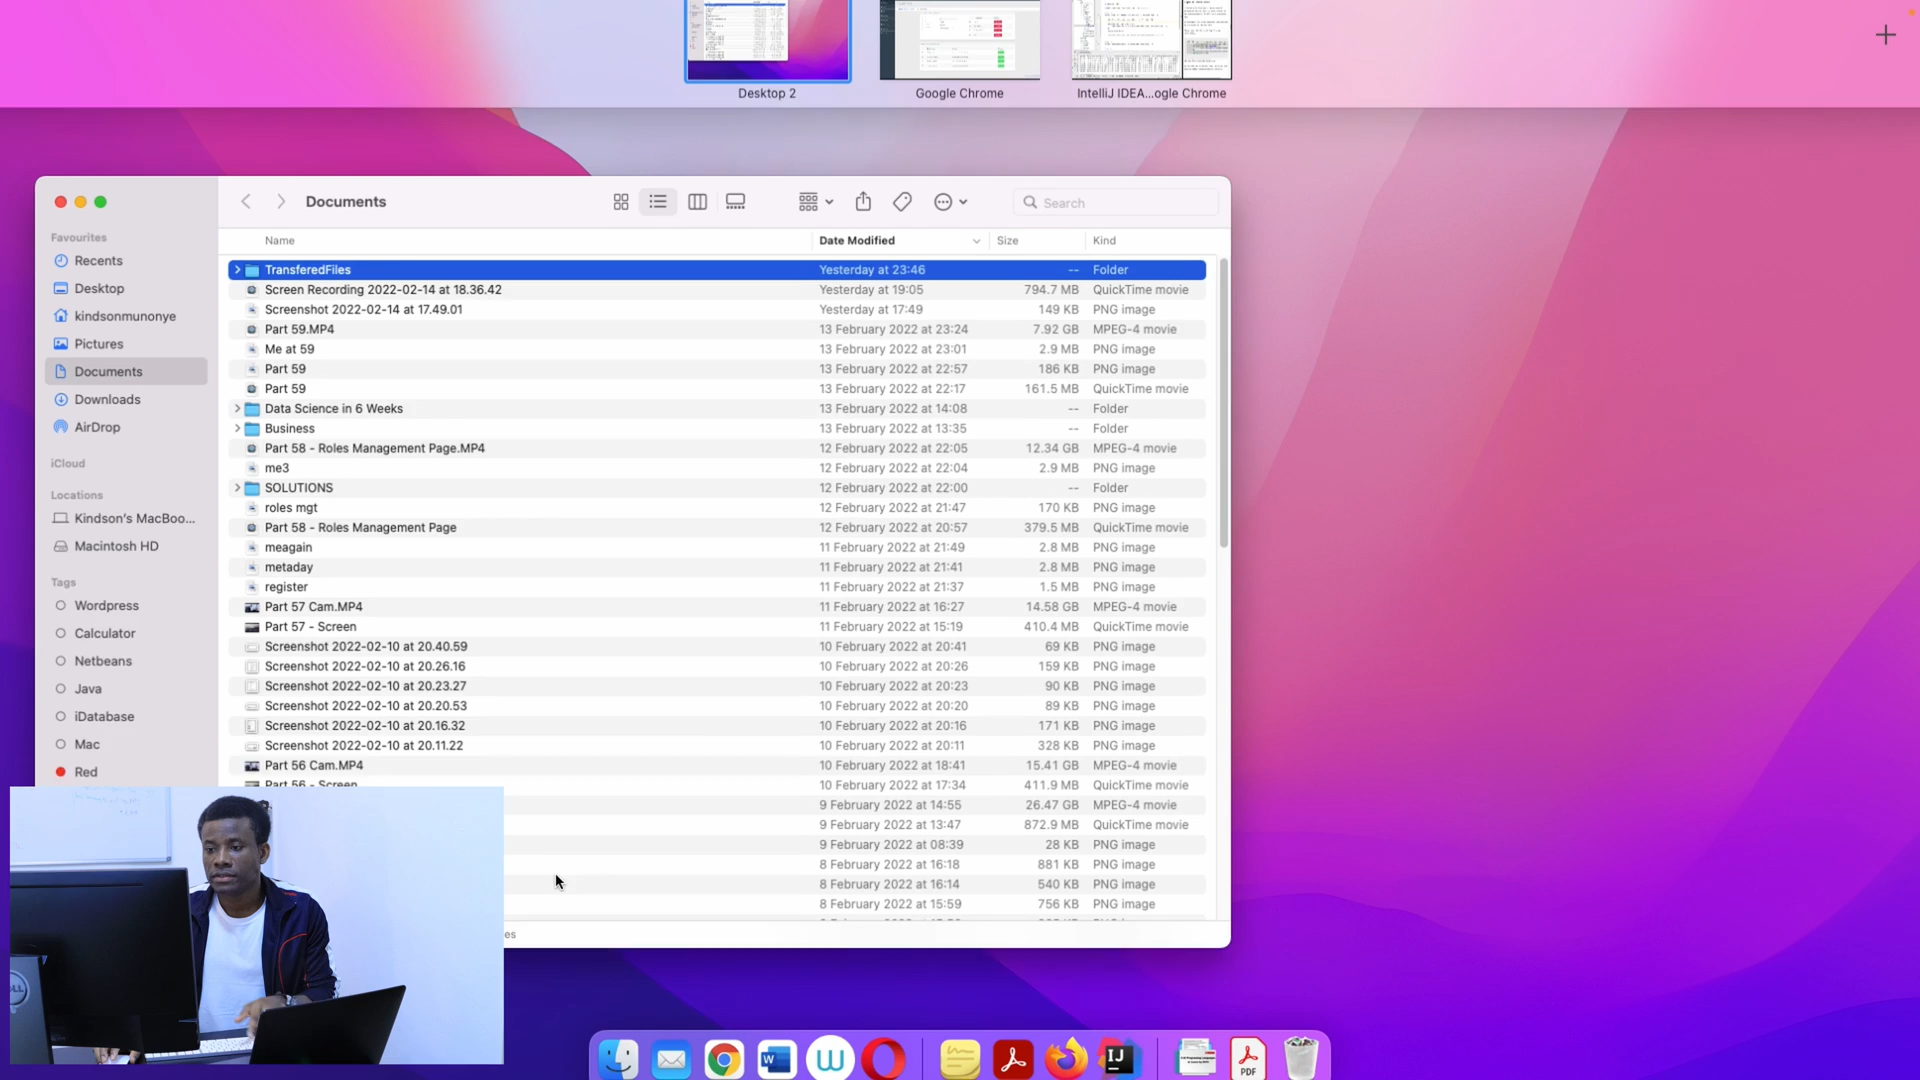 Desktop 2
Google Chrome
IntelliJ IDEA...ogle Chrome
Documents
Search
Favourites
Recents
Desktop
kindsonmunonye
Pictures
Documents
Downloads
AirDrop
iCloud
Locations
Kindson's MacBoo...
Macintosh HD
Tags
Wordpress
Calculator
Netbeans
Java
iDatabase
Mac
Red
Name Date Modified Size Kind
TransferedFiles Yesterday at 23:46 -- Folder
Screen Recording 2022-02-14 at 18.36.42 Yesterday at 19:05 794.7 MB QuickTime movie
Screenshot 2022-02-14 at 17.49.01 Yesterday at 17:49 149 KB PNG image
Part 59.MP4 13 February 2022 at 23:24 7.92 GB MPEG-4 movie
Me at 59 13 February 2022 at 23:01 2.9 MB PNG image
Part 59 13 February 2022 at 22:57 186 KB PNG image
Part 59 13 February 2022 at 22:17 161.5 MB QuickTime movie
Data Science in 6 Weeks 13 February 2022 at 14:08 -- Folder
Business 13 February 2022 at 13:35 -- Folder
Part 58 - Roles Management Page.MP4 12 February 2022 at 22:05 12.34 GB MPEG-4 movie
me3 12 February 2022 at 22:04 2.9 MB PNG image
SOLUTIONS 12 February 2022 at 22:00 -- Folder
roles mgt 12 February 2022 at 21:47 170 KB PNG image
Part 58 - Roles Management Page 12 February 2022 at 20:57 379.5 MB QuickTime movie
meagain 11 February 2022 at 21:49 2.8 MB PNG image
metaday 11 February 2022 at 21:41 2.8 MB PNG image
register 11 February 2022 at 21:37 1.5 MB PNG image
Part 57 Cam.MP4 11 February 2022 at 16:27 14.58 GB MPEG-4 movie
Part 57 - Screen 11 February 2022 at 15:19 410.4 MB QuickTime movie
Screenshot 2022-02-10 at 20.40.59 10 February 2022 at 20:41 69 KB PNG image
Screenshot 2022-02-10 at 20.26.16 10 February 2022 at 20:26 159 KB PNG image
Screenshot 2022-02-10 at 20.23.27 10 February 2022 at 20:23 90 KB PNG image
Screenshot 2022-02-10 at 20.20.53 10 February 2022 at 20:20 89 KB PNG image
Screenshot 2022-02-10 at 20.16.32 10 February 2022 at 20:16 171 KB PNG image
Screenshot 2022-02-10 at 20.11.22 10 February 2022 at 20:11 328 KB PNG image
Part 56 Cam.MP4 10 February 2022 at 18:41 15.41 GB MPEG-4 movie
Part 56 - Screen 10 February 2022 at 17:34 411.9 MB QuickTime movie
9 February 2022 at 14:55 26.47 GB MPEG-4 movie
9 February 2022 at 13:47 872.9 MB QuickTime movie
9 February 2022 at 08:39 28 KB PNG image
8 February 2022 at 16:18 881 KB PNG image
8 February 2022 at 16:14 540 KB PNG image
8 February 2022 at 15:59 756 KB PNG image
es
W
IJ
PDF